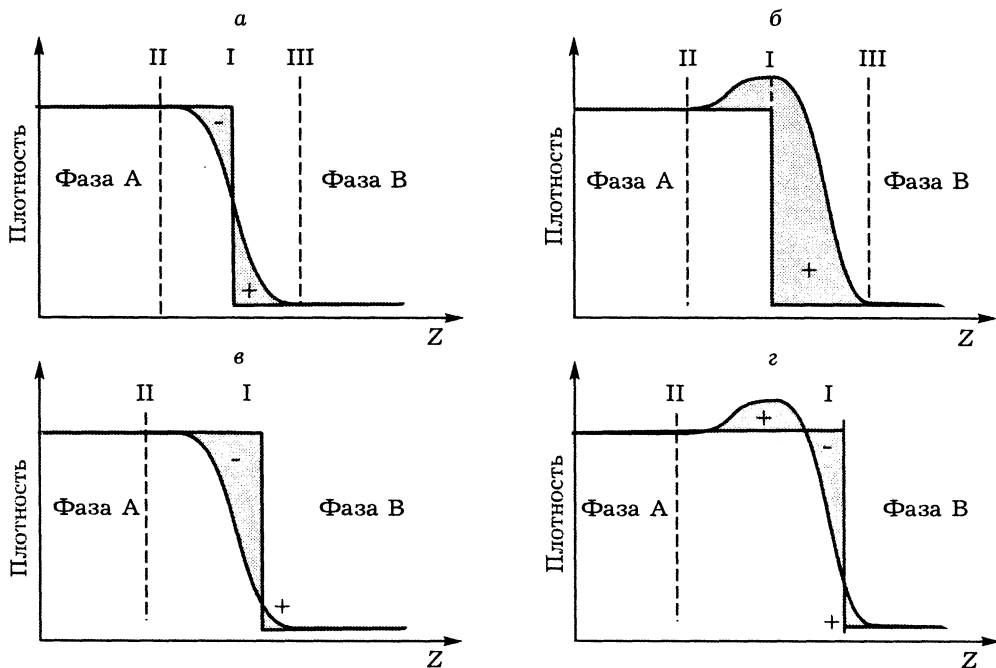 а
II I III
Плотность
Фаза А
-
+
Фаза В
Z
б
II I III
Плотность
Фаза А
+
Фаза В
Z
в
II I
Плотность
Фаза А
-
+
Фаза В
Z
г
II I
Плотность
Фаза А
+
-
+
Фаза В
Z